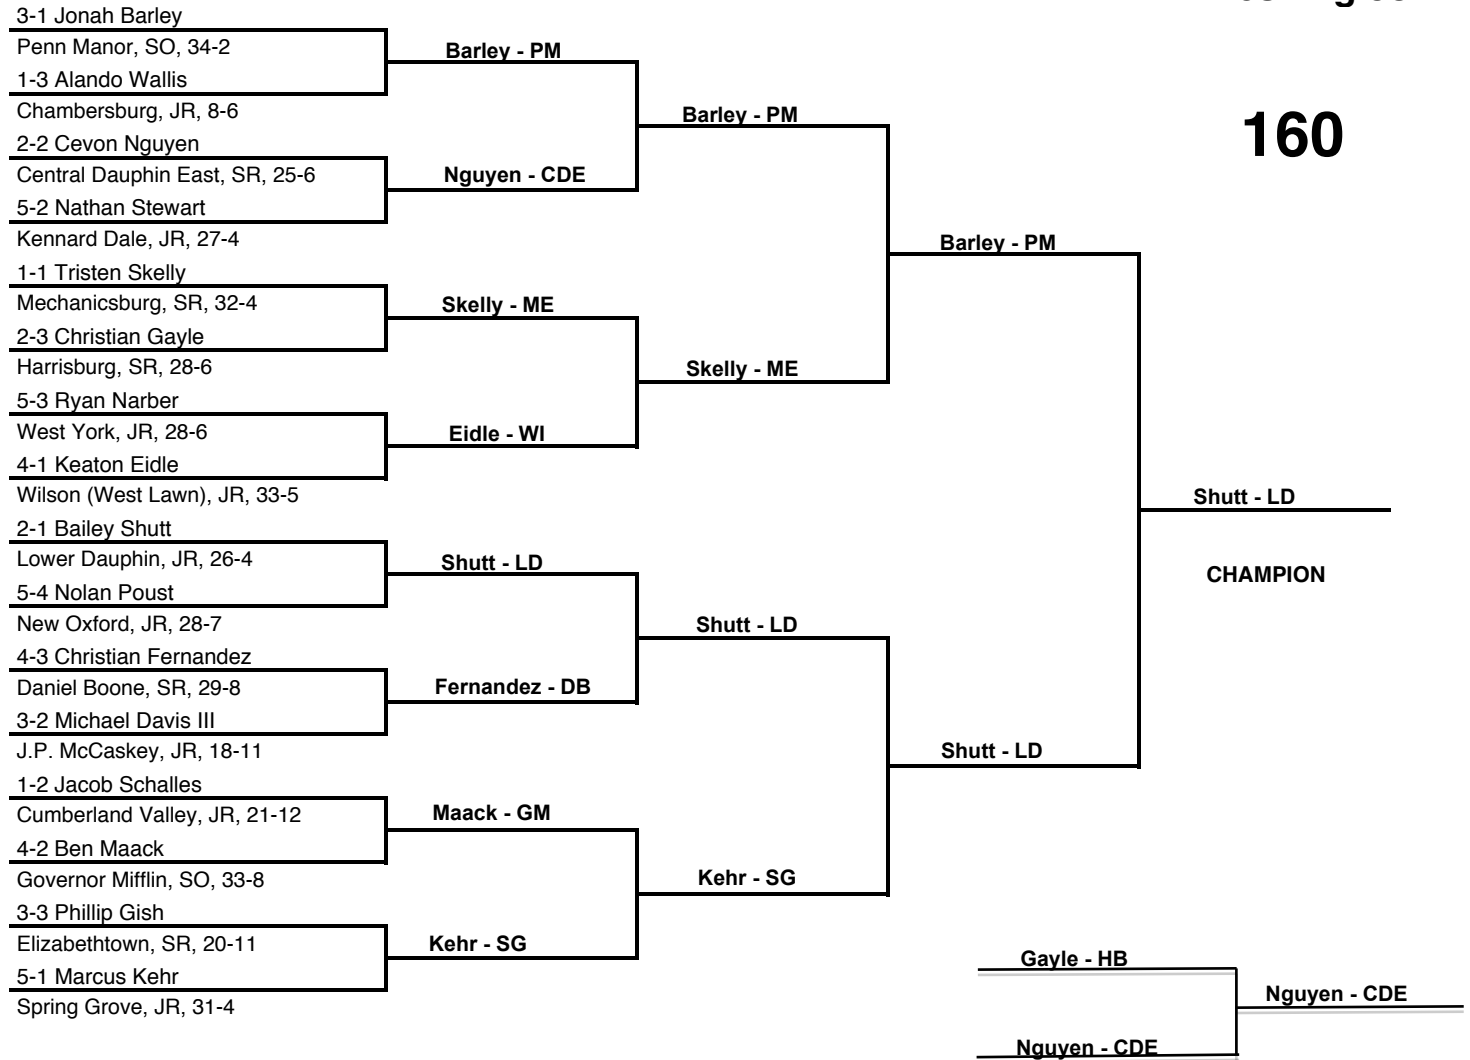 3-1 Jonah Barley
Penn Manor, SO, 34-2
Barley - PM
1-3 Alando Wallis
Chambersburg, JR, 8-6
Barley - PM
160
2-2 Cevon Nguyen
Central Dauphin East, SR, 25-6
Nguyen - CDE
5-2 Nathan Stewart
Kennard Dale, JR, 27-4
Barley - PM
1-1 Tristen Skelly
Mechanicsburg, SR, 32-4
Skelly - ME
2-3 Christian Gayle
Harrisburg, SR, 28-6
Skelly - ME
5-3 Ryan Narber
West York, JR, 28-6
Eidle - WI
4-1 Keaton Eidle
Wilson (West Lawn), JR, 33-5
Shutt - LD
2-1 Bailey Shutt
Lower Dauphin, JR, 26-4
Shutt - LD
CHAMPION
5-4 Nolan Poust
New Oxford, JR, 28-7
Shutt - LD
4-3 Christian Fernandez
Daniel Boone, SR, 29-8
Fernandez - DB
3-2 Michael Davis III
J.P. McCaskey, JR, 18-11
Shutt - LD
1-2 Jacob Schalles
Cumberland Valley, JR, 21-12
Maack - GM
4-2 Ben Maack
Governor Mifflin, SO, 33-8
Kehr - SG
3-3 Phillip Gish
Elizabethtown, SR, 20-11
Kehr - SG
Gayle - HB
5-1 Marcus Kehr
Spring Grove, JR, 31-4
Nguyen - CDE
Nguyen - CDE